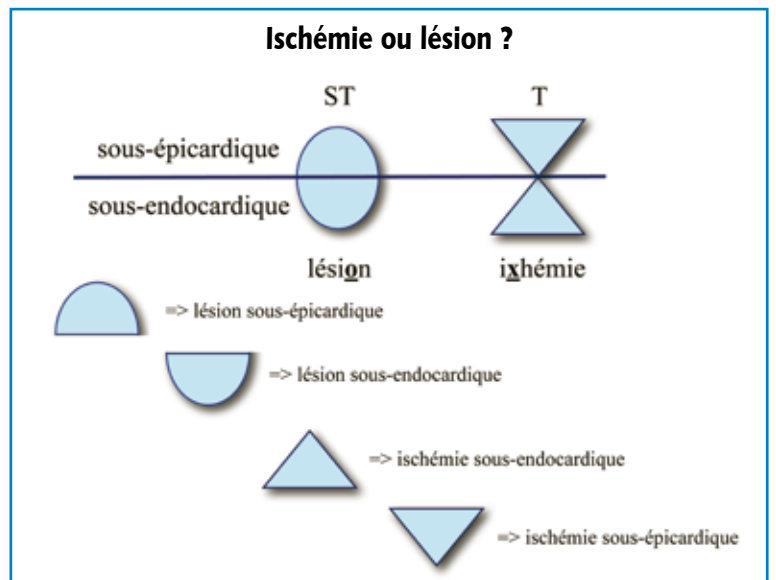 Ischémie ou lésion ?
ST T
sous-épicardique
sous-endocardique
lésion ixhémie
=> lésion sous-épicardique
=> lésion sous-endocardique
=> ischémie sous-endocardique
=> ischémie sous-épicardique